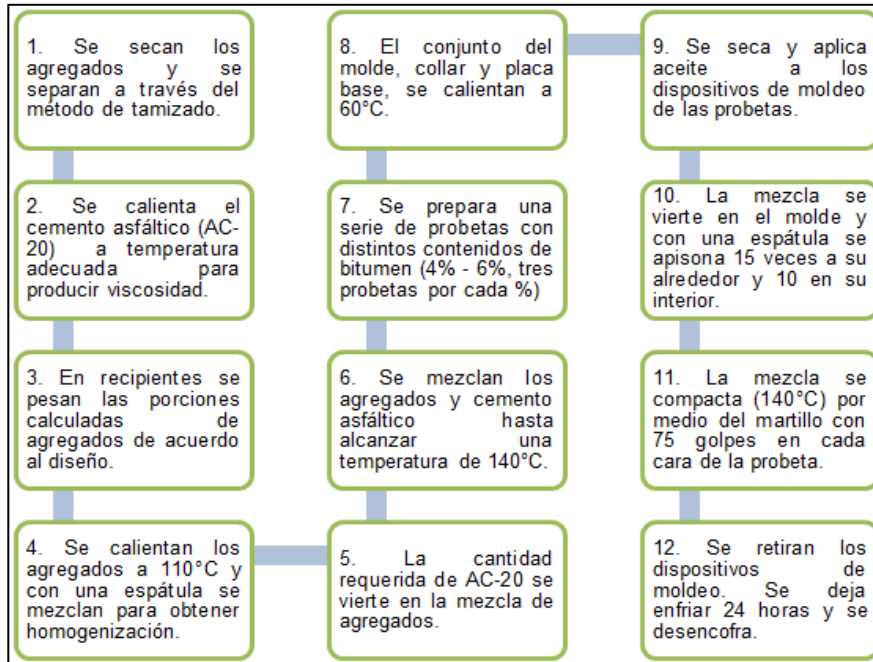 1. Se secan los
agregados y se
separan a través del
método de tamizado.
2. Se calienta el
cemento asfáltico (AC-
20) a temperatura
adecuada para
producir viscosidad.
3. En recipientes se
pesan las porciones
calculadas de
agregados de acuerdo
al diseño.
4. Se calientan los
agregados a 110°C y
con una espátula se
mezclan para obtener
homogenización.
5. La cantidad
requerida de AC-20 se
vierte en la mezcla de
agregados.
6. Se mezclan los
agregados y cemento
asfáltico hasta
alcanzar una
temperatura de 140°C.
7. Se prepara una
serie de probetas con
distintos contenidos de
bitumen (4% - 6%, tres
probetas por cada %)
8. El conjunto del
molde, collar y placa
base, se calientan a
60°C.
9. Se seca y aplica
aceite a los
dispositivos de moldeo
de las probetas.
10. La mezcla se
vierte en el molde y
con una espátula se
apisona 15 veces a su
alrededor y 10 en su
interior.
11. La mezcla se
compacta (140°C) por
medio del martillo con
75 golpes en cada
cara de la probeta.
12. Se retiran los
dispositivos de
moldeo. Se deja
enfriar 24 horas y se
desencofra.